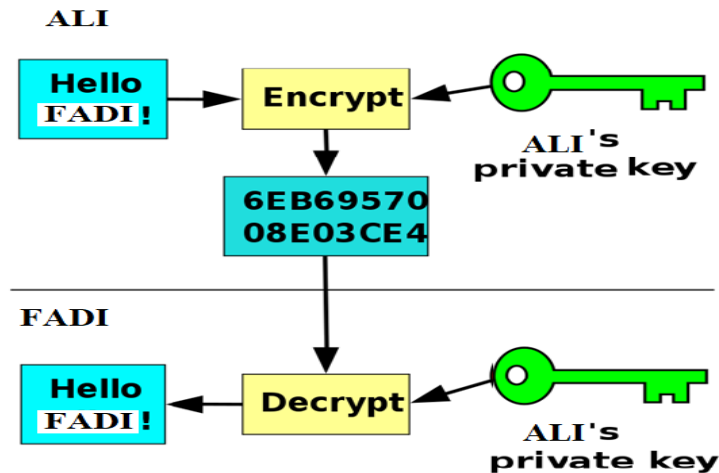 ALI
Hello
FADI !
Encrypt
ALI's
private key
6EB69570
08E03CE4
FADI
Hello
FADI !
Decrypt
ALI's
private key